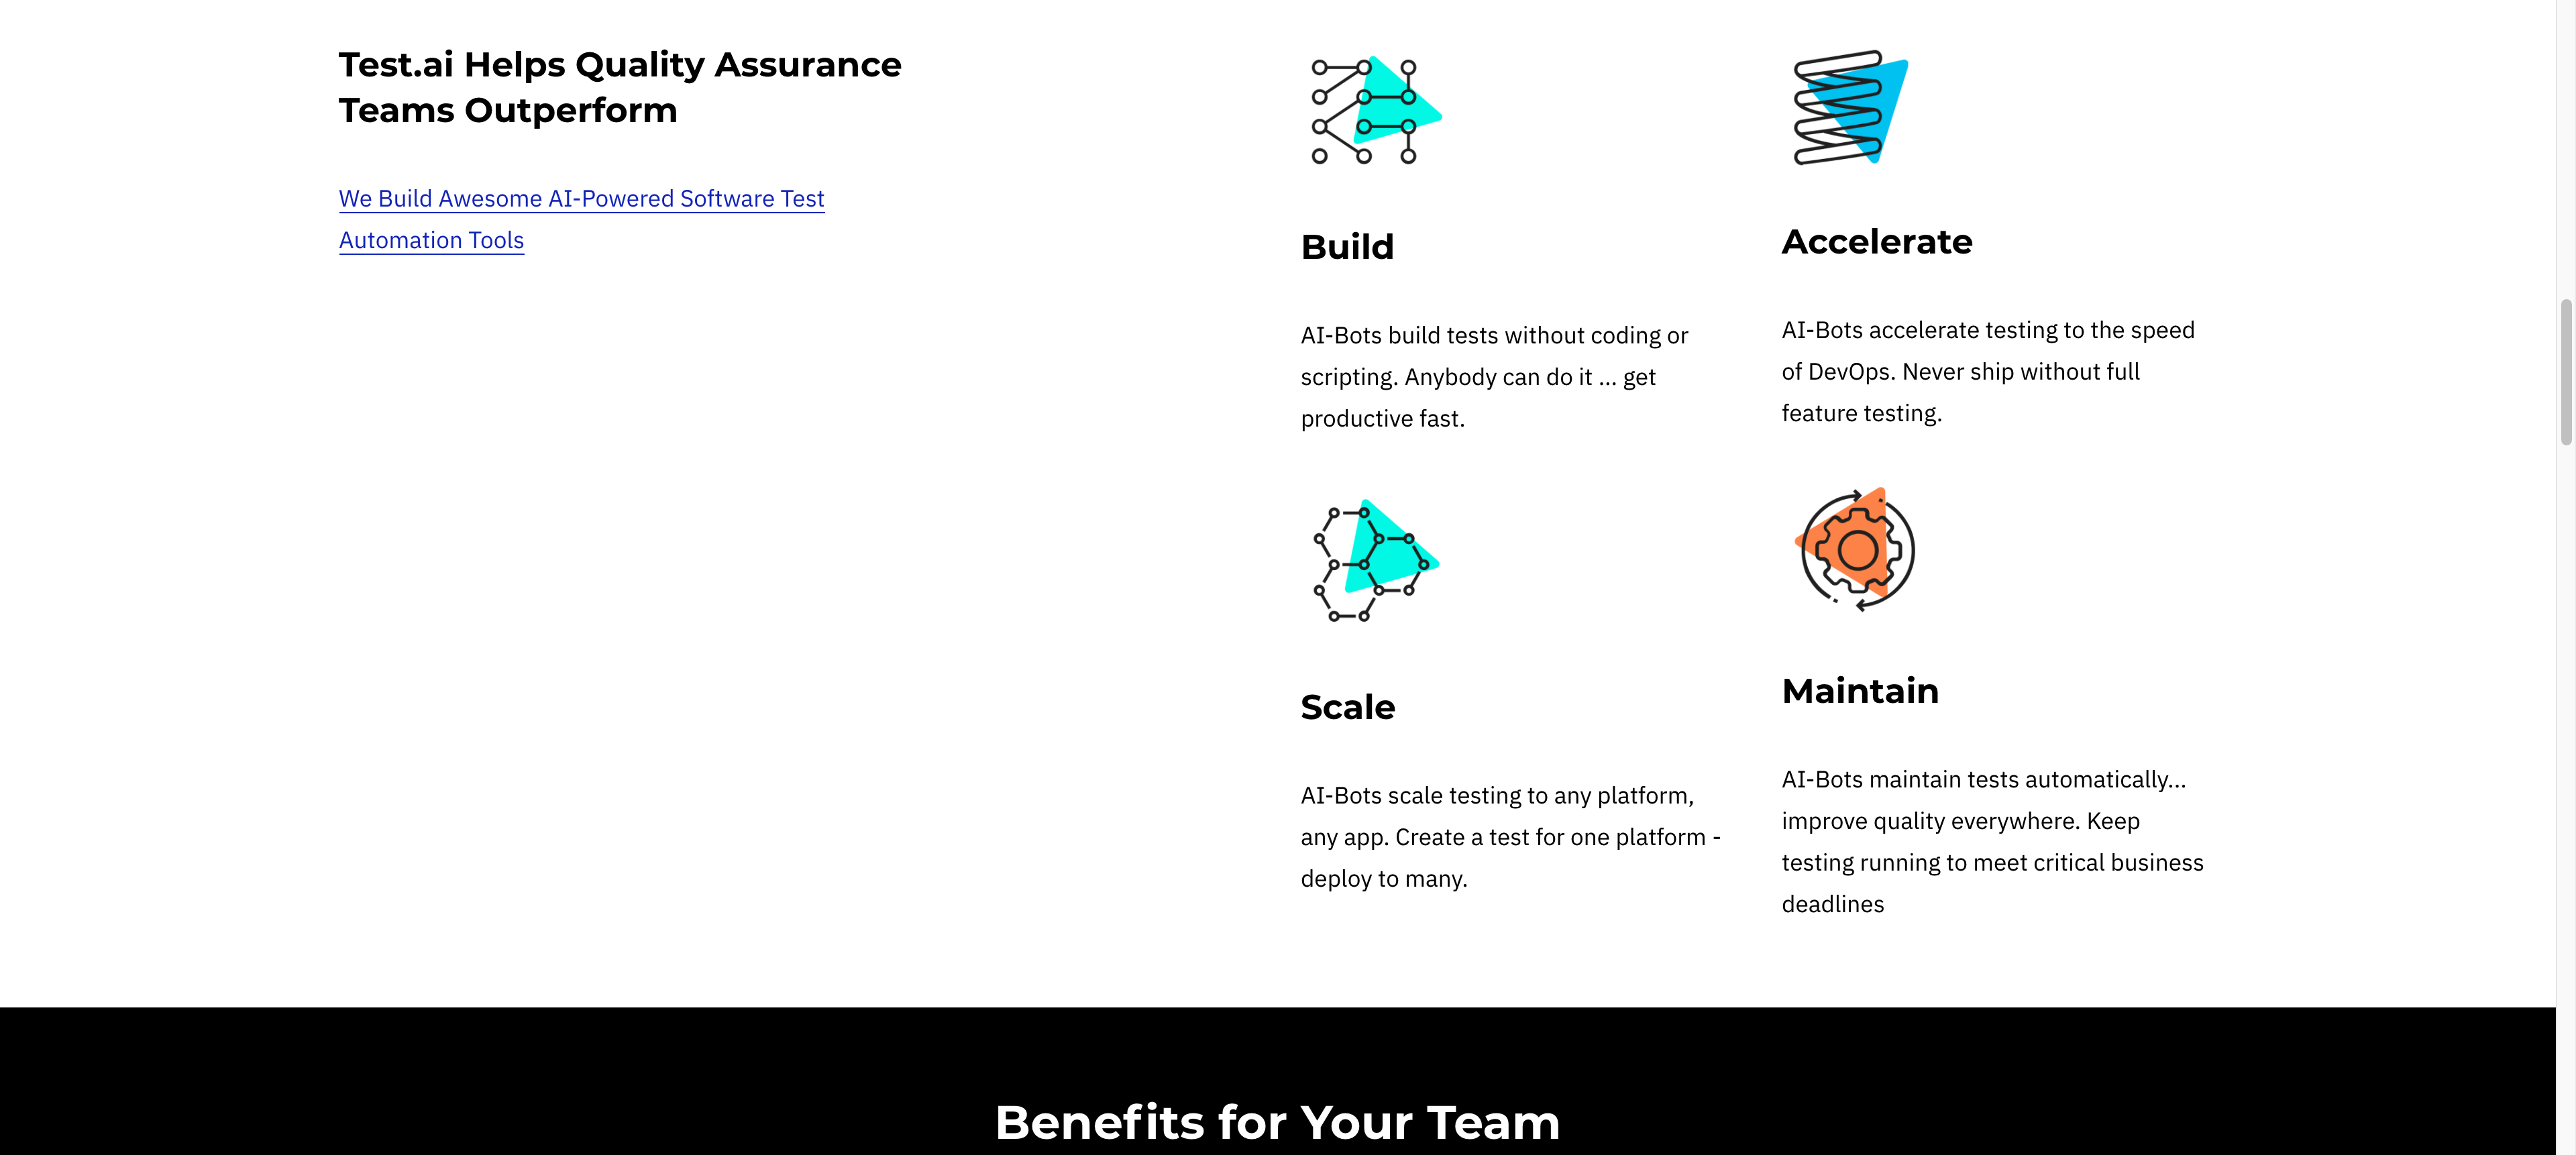 Test.ai Helps Quality Assurance
Teams Outperform
We Build Awesome AI-Powered Software Test
Automation Tools
Build
AI-Bots build tests without coding or
scripting. Anybody can do it ... get
productive fast.
Accelerate
AI-Bots accelerate testing to the speed
of DevOps. Never ship without full
feature testing.
Scale
AI-Bots scale testing to any platform,
any app. Create a test for one platform -
deploy to many.
Maintain
AI-Bots maintain tests automatically...
improve quality everywhere. Keep
testing running to meet critical business
deadlines
Benefits for Your Team